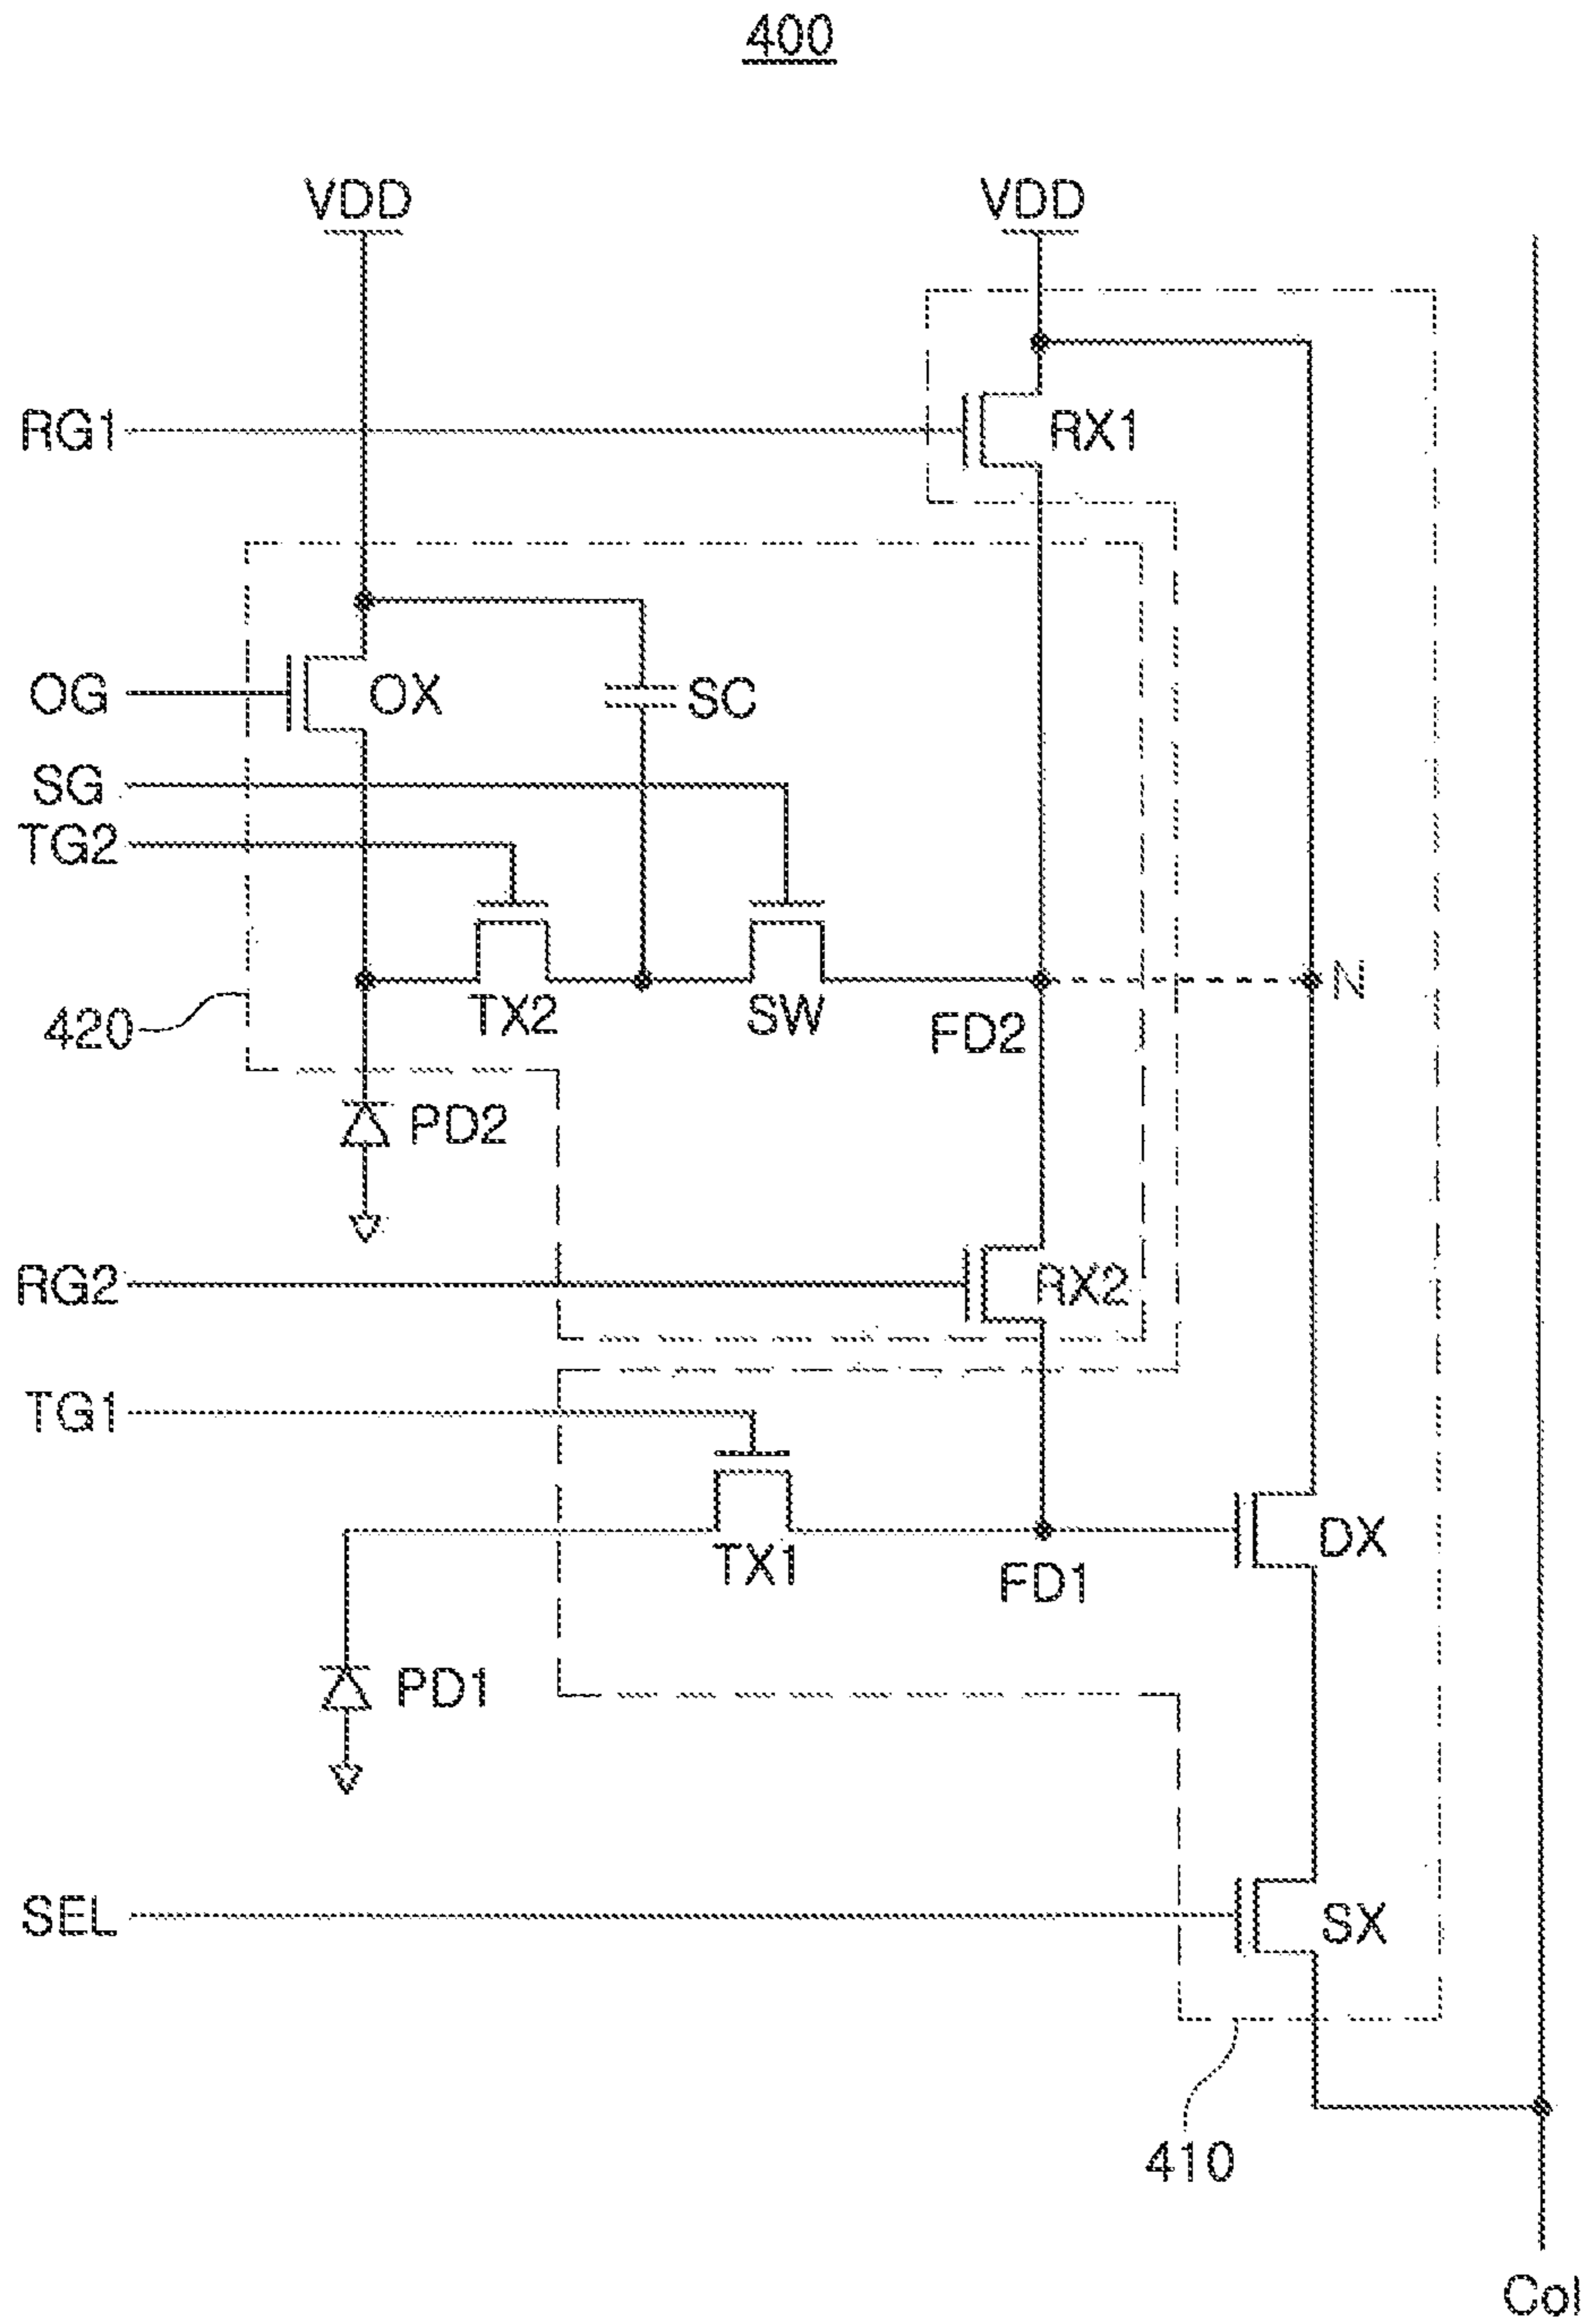 400
VDD
VDD
RG1
RX1
OG
OX
SC
SG
TG2
TX2
SW
FD2
N
420
PD2
RG2
RX2
TG1
TX1
FD1
DX
PD1
SEL
SX
410
Col